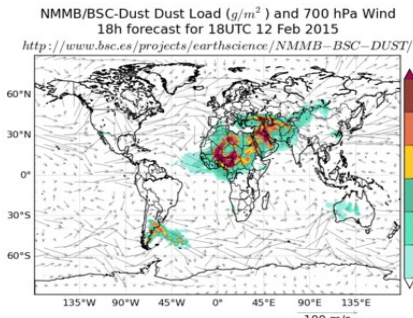 NMMB/BSC-Dust Dust Load (g/m²) and 700 hPa Wind
18h forecast for 18UTC 12 Feb 2015
http://www.bsc.es/projects/earthscience/NMMB−BSC−DUST/
60°N
30°N
0°
30°S
60°S
135°W 90°W 45°W 0° 45°E 90°E 135°E
100 m/s